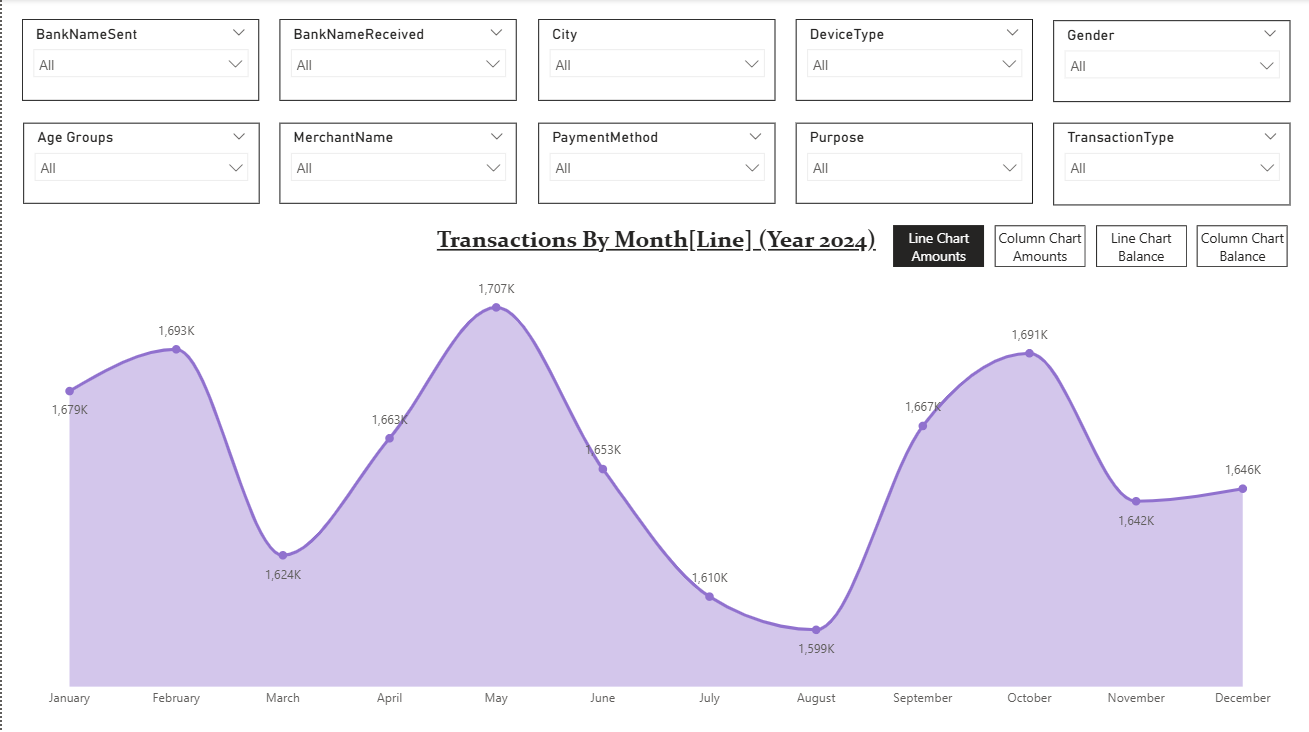 BankNameSent
All
BankNameReceived
All
City
All
DeviceType
All
Gender
All
Age Groups
All
MerchantName
All
PaymentMethod
All
Purpose
All
TransactionType
All
Transactions By Month[Line] (Year 2024)
Line Chart
Amounts
Column Chart
Amounts
Line Chart
Balance
Column Chart
Balance
1,679K
1,693K
1,624K
1,663K
1,707K
1,653K
1,610K
1,599K
1,667K
1,691K
1,642K
1,646K
January
February
March
April
May
June
July
August
September
October
November
December